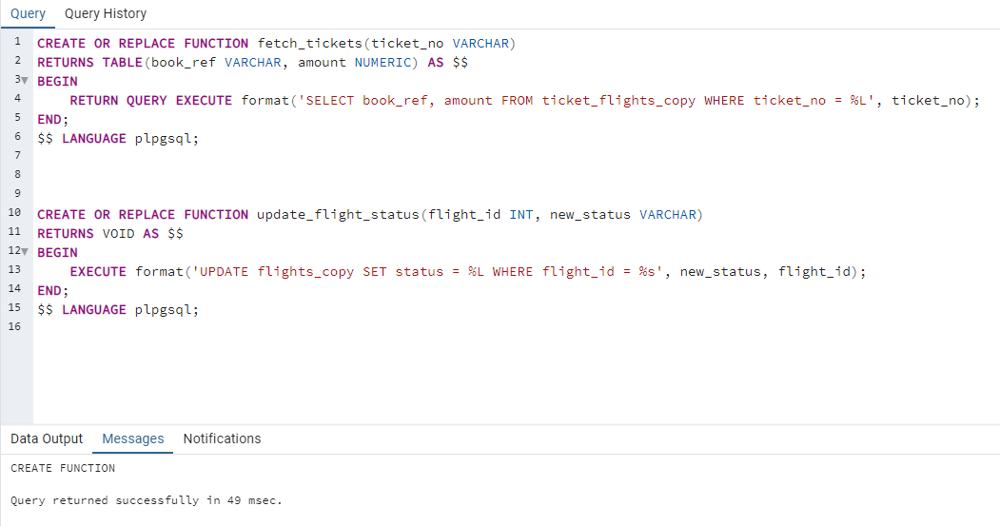 Query Query History
1 CREATE OR REPLACE FUNCTION fetch_tickets(ticket_no VARCHAR)
2 RETURNS TABLE(book_ref VARCHAR, amount NUMERIC) AS $$
3 BEGIN
4     RETURN QUERY EXECUTE format('SELECT book_ref, amount FROM ticket_flights_copy WHERE ticket_no = %L', ticket_no);
5 END;
6 $$ LANGUAGE plpgsql;
7
8
9
10 CREATE OR REPLACE FUNCTION update_flight_status(flight_id INT, new_status VARCHAR)
11 RETURNS VOID AS $$
12 BEGIN
13     EXECUTE format('UPDATE flights_copy SET status = %L WHERE flight_id = %s', new_status, flight_id);
14 END;
15 $$ LANGUAGE plpgsql;
16
Data Output Messages Notifications
CREATE FUNCTION
Query returned successfully in 49 msec.